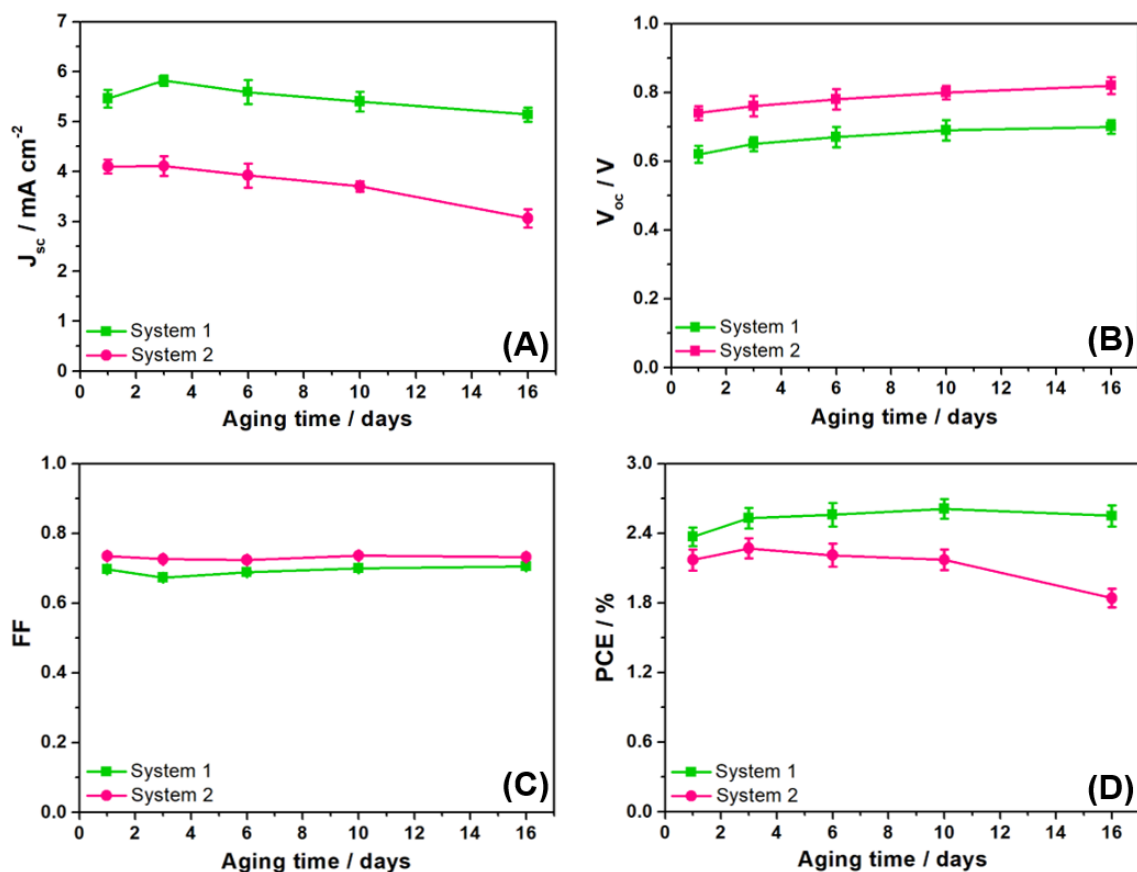 7
6
5
4
3
2
1
0
J_sc / mA cm^-2
System 1
System 2
(A)
0 2 4 6 8 10 12 14 16
Aging time / days
1.0
0.8
0.6
0.4
0.2
0.0
V_oc / V
System 1
System 2
(B)
0 2 4 6 8 10 12 14 16
Aging time / days
1.0
0.8
0.6
0.4
0.2
0.0
FF
System 1
System 2
(C)
0 2 4 6 8 10 12 14 16
Aging time / days
3.0
2.4
1.8
1.2
0.6
0.0
PCE / %
System 1
System 2
(D)
0 2 4 6 8 10 12 14 16
Aging time / days